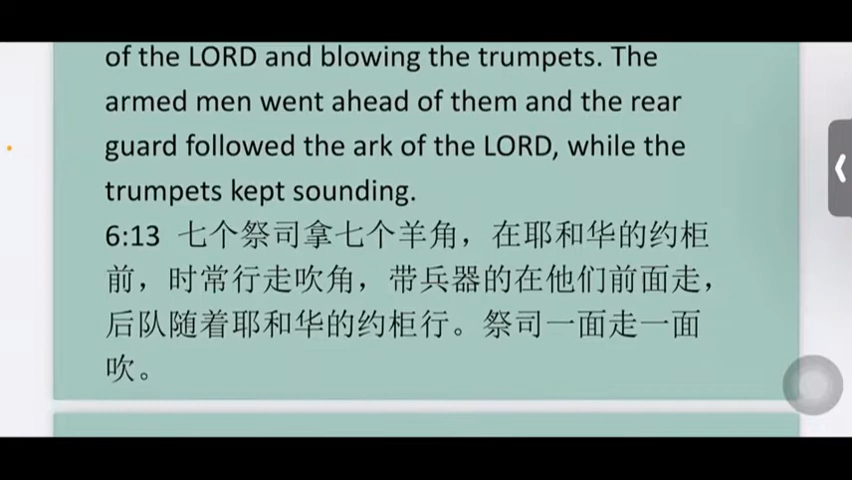 of the LORD and blowing the trumpets. The
armed men went ahead of them and the rear
guard followed the ark of the LORD, while the
trumpets kept sounding.
6:13 七个祭司拿七个羊角，在耶和华的约柜
前，时常行走吹角，带兵器的在他们前面走，
后队随着耶和华的约柜行。祭司一面走一面
吹。